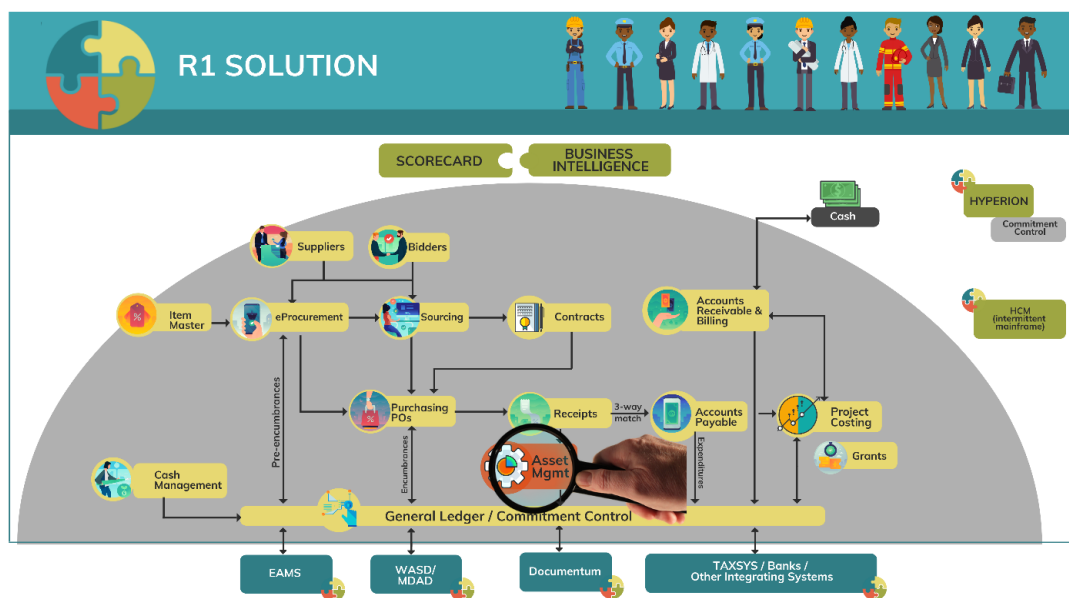 R1 SOLUTION
SCORECARD
BUSINESS
INTELLIGENCE
Cash
HYPERION
Commitment
Control
Suppliers
Bidders
Item
Master
eProcurement
Sourcing
Contracts
Accounts
Receivable &
Billing
HCM
(intermittent
mainframe)
Pre-encumbrances
Purchasing
POs
Receipts
3-way
match
Accounts
Payable
Project
Costing
Encumbrances
Asset
Mgmt
Expenditures
Grants
Cash
Management
General Ledger / Commitment Control
EAMS
WASD/
MDAD
Documentum
TAXSYS / Banks /
Other Integrating Systems